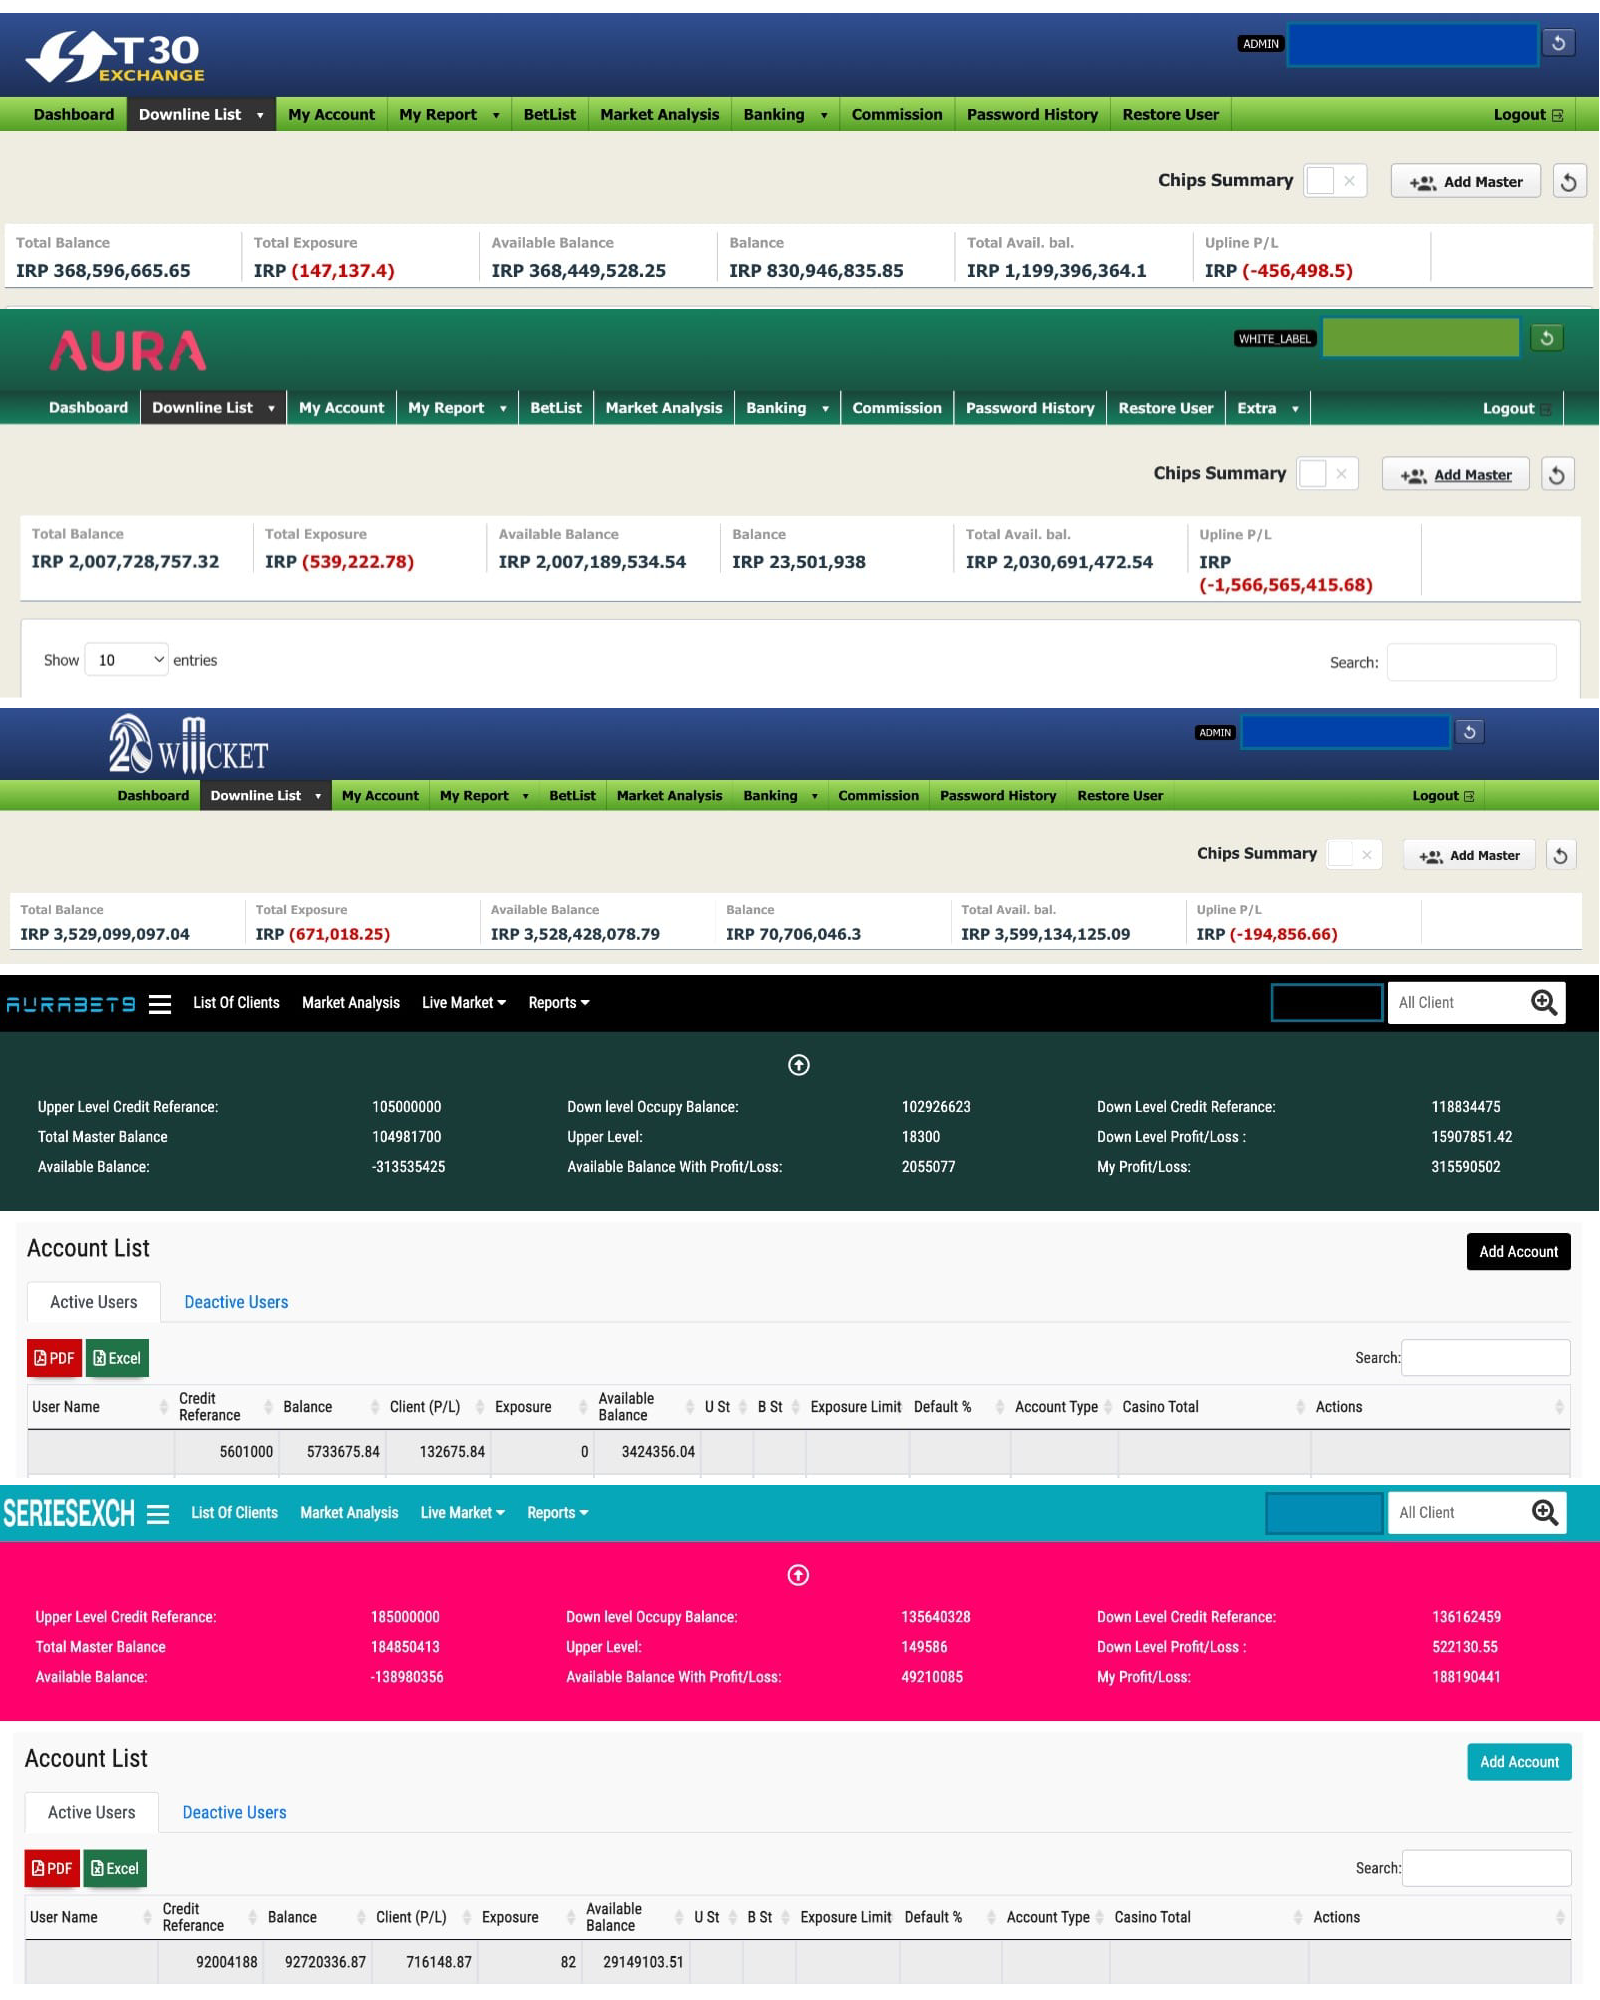 T30
EXCHANGE
ADMIN
Dashboard Downline List My Account My Report BetList Market Analysis Banking Commission Password History Restore User Logout
Chips Summary Add Master
Total Balance Total Exposure Available Balance Balance Total Avail. bal. Upline P/L
IRP 368,596,665.65 IRP (147,137.4) IRP 368,449,528.25 IRP 830,946,835.85 IRP 1,199,396,364.1 IRP (-456,498.5)
AURA
WHITE_LABEL
Dashboard Downline List My Account My Report BetList Market Analysis Banking Commission Password History Restore User Extra Logout
Chips Summary Add Master
Total Balance Total Exposure Available Balance Balance Total Avail. bal. Upline P/L
IRP 2,007,728,757.32 IRP (539,222.78) IRP 2,007,189,534.54 IRP 23,501,938 IRP 2,030,691,472.54 IRP
(-1,566,565,415.68)
Show 10 entries Search:
20 WICKET
ADMIN
Dashboard Downline List My Account My Report BetList Market Analysis Banking Commission Password History Restore User Logout
Chips Summary Add Master
Total Balance Total Exposure Available Balance Balance Total Avail. bal. Upline P/L
IRP 3,529,099,097.04 IRP (671,018.25) IRP 3,528,428,078.79 IRP 70,706,046.3 IRP 3,599,134,125.09 IRP (-194,856.66)
AURABET9 List Of Clients Market Analysis Live Market Reports All Client
Upper Level Credit Referance: 105000000 Down level Occupy Balance: 102926623 Down Level Credit Referance: 118834475
Total Master Balance 104981700 Upper Level: 18300 Down Level Profit/Loss : 15907851.42
Available Balance: -313535425 Available Balance With Profit/Loss: 2055077 My Profit/Loss: 315590502
Account List Add Account
Active Users Deactive Users
PDF Excel Search:
User Name Credit Referance Balance Client (P/L) Exposure Available Balance U St B St Exposure Limit Default % Account Type Casino Total Actions
5601000 5733675.84 132675.84 0 3424356.04
SERIESEXCH List Of Clients Market Analysis Live Market Reports All Client
Upper Level Credit Referance: 185000000 Down level Occupy Balance: 135640328 Down Level Credit Referance: 136162459
Total Master Balance 184850413 Upper Level: 149586 Down Level Profit/Loss : 522130.55
Available Balance: -138980356 Available Balance With Profit/Loss: 49210085 My Profit/Loss: 188190441
Account List Add Account
Active Users Deactive Users
PDF Excel Search:
User Name Credit Referance Balance Client (P/L) Exposure Available Balance U St B St Exposure Limit Default % Account Type Casino Total Actions
92004188 92720336.87 716148.87 82 29149103.51